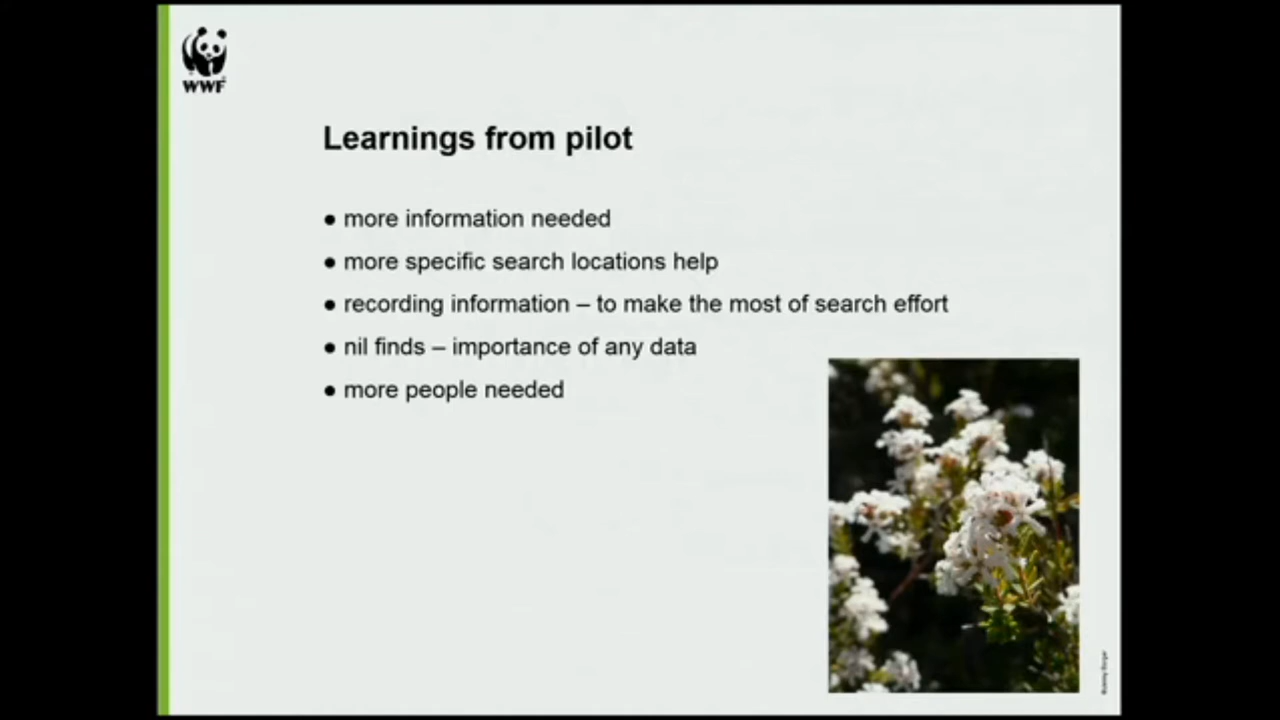 WWF
Learnings from pilot
● more information needed
● more specific search locations help
● recording information – to make the most of search effort
● nil finds – importance of any data
● more people needed